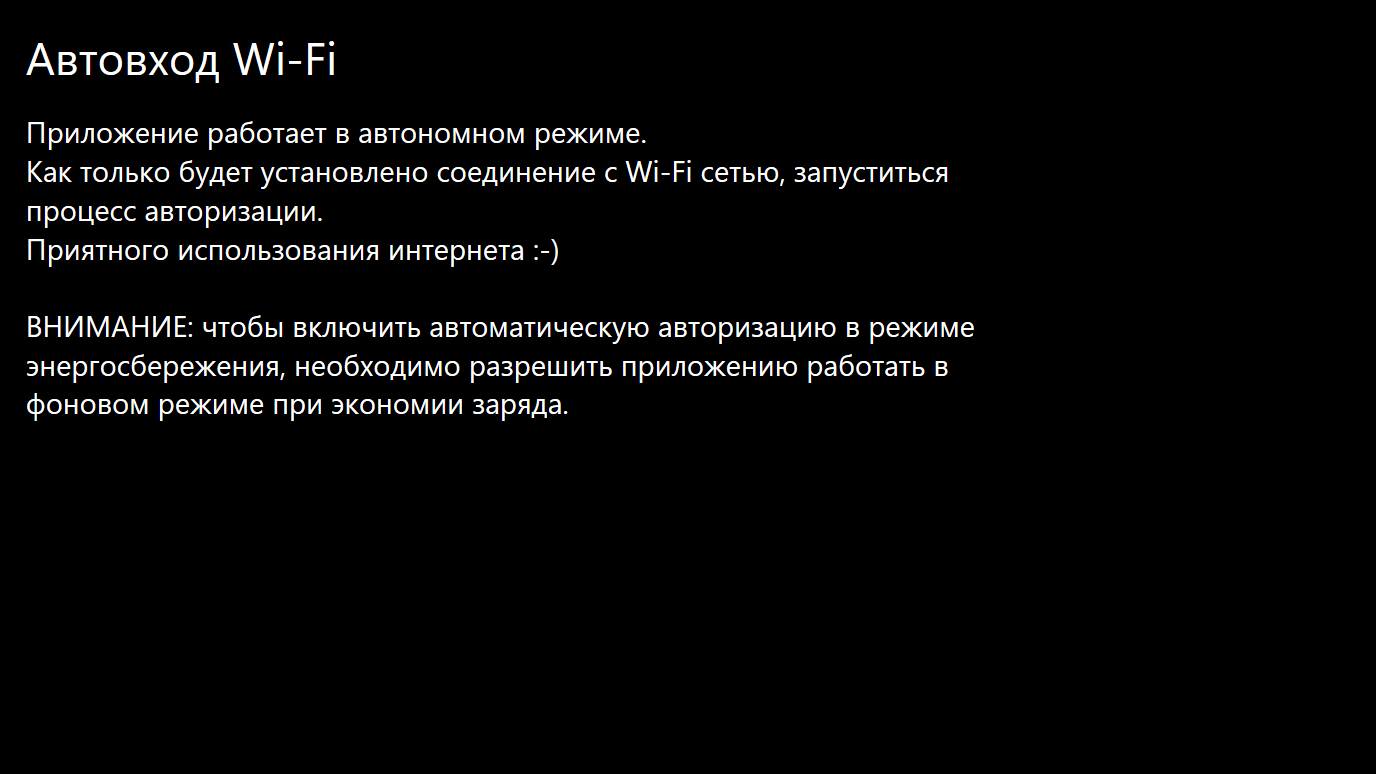 Автовход Wi-Fi
Приложение работает в автономном режиме.
Как только будет установлено соединение с Wi-Fi сетью, запуститься
процесс авторизации.
Приятного использования интернета :-)
ВНИМАНИЕ: чтобы включить автоматическую авторизацию в режиме
энергосбережения, необходимо разрешить приложению работать в
фоновом режиме при экономии заряда.